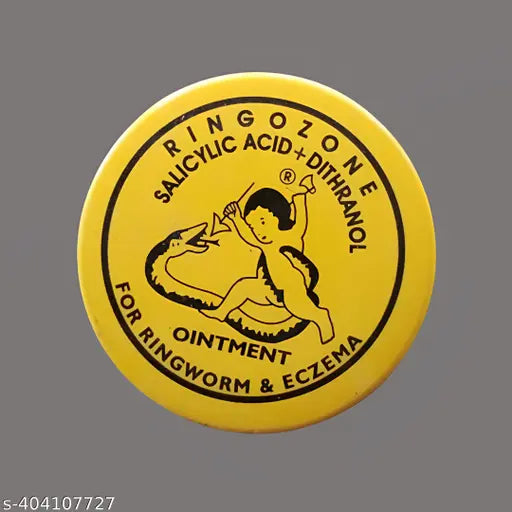 RINGOZONE
SALICYLIC ACID + DITHRANOL
®
OINTMENT
FOR RINGWORM & ECZEMA
s-404107727